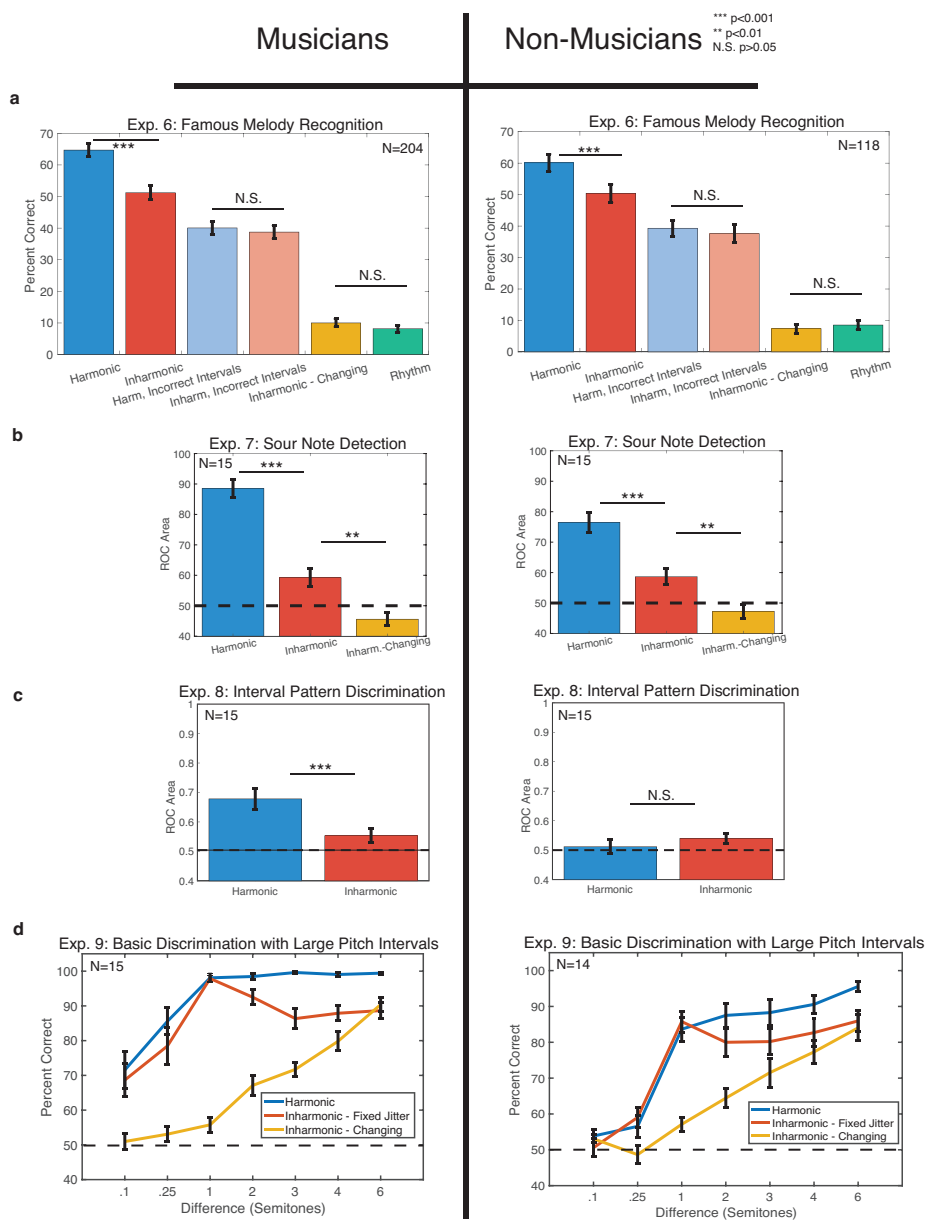 Musicians
Non-Musicians
*** p<0.001
** p<0.01
N.S. p>0.05
a
Exp. 6: Famous Melody Recognition
N=204
***
N.S.
N.S.
Percent Correct
70
60
50
40
30
20
10
0
Harmonic
Inharmonic
Harm, Incorrect Intervals
Inharm, Incorrect Intervals
Inharmonic - Changing
Rhythm
Exp. 6: Famous Melody Recognition
N=118
***
N.S.
N.S.
Percent Correct
70
60
50
40
30
20
10
0
Harmonic
Inharmonic
Harm, Incorrect Intervals
Inharm, Incorrect Intervals
Inharmonic - Changing
Rhythm
b
Exp. 7: Sour Note Detection
N=15
***
**
ROC Area
100
90
80
70
60
50
40
Harmonic
Inharmonic
Inharm.-Changing
Exp. 7: Sour Note Detection
N=15
***
**
ROC Area
100
90
80
70
60
50
40
Harmonic
Inharmonic
Inharm.-Changing
c
Exp. 8: Interval Pattern Discrimination
N=15
***
ROC Area
1
0.9
0.8
0.7
0.6
0.5
0.4
Harmonic
Inharmonic
Exp. 8: Interval Pattern Discrimination
N=15
N.S.
ROC Area
1
0.9
0.8
0.7
0.6
0.5
0.4
Harmonic
Inharmonic
d
Exp. 9: Basic Discrimination with Large Pitch Intervals
N=15
Percent Correct
100
90
80
70
60
50
40
Harmonic
Inharmonic - Fixed Jitter
Inharmonic - Changing
.1 .25 1 2 3 4 6
Difference (Semitones)
Exp. 9: Basic Discrimination with Large Pitch Intervals
N=14
Percent Correct
100
90
80
70
60
50
40
Harmonic
Inharmonic - Fixed Jitter
Inharmonic - Changing
.1 .25 1 2 3 4 6
Difference (Semitones)